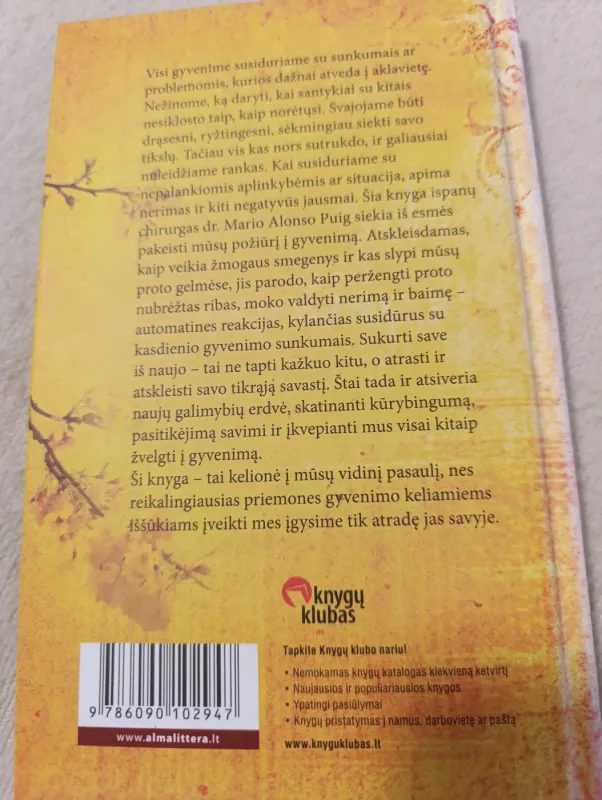 Visi gyvenime susiduriame su sunkumais ar
problemomis, kurios dažnai atveda į aklavietę.
Nežinome, ką daryti, kai santykiai su kitais
nesiklosto taip, kaip norėtųsi. Svajojame būti
drąsesni, ryžtingesni, sėkmingiau siekti savo
tikslų. Tačiau vis kas nors sutrukdo, ir galiausiai
nuleidžiame rankas. Kai susiduriame su
nepalankiomis aplinkybėmis ar situacija, apima
nerimas ir kiti negatyvūs jausmai. Šia knyga ispanų
chirurgas dr. Mario Alonso Puig siekia iš esmės
pakeisti mūsų požiūrį į gyvenimą. Atskleisdamas,
kaip veikia žmogaus smegenys ir kas slypi mūsų
proto gelmėse, jis parodo, kaip peržengti proto
nubrėžtas ribas, moko valdyti nerimą ir baimę –
automatines reakcijas, kylančias susidūrus su
kasdienio gyvenimo sunkumais. Sukurti save
iš naujo – tai ne tapti kažkuo kitu, o atrasti ir
atskleisti savo tikrąją savastį. Štai tada ir atsiveria
naujų galimybių erdvė, skatinanti kūrybingumą,
pasitikėjimą savimi ir įkvepianti mus visai kitaip
žvelgti į gyvenimą.
Ši knyga – tai kelionė į mūsų vidinį pasaulį, nes
reikalingiausias priemones gyvenimo keliamiems
iššūkiams įveikti mes įgysime tik atradę jas savyje.
knygų
klubas
Tapkite Knygų klubo nariu!
• Nemokamas knygų katalogas kiekvieną ketvirtį
• Naujausios ir populiariausios knygos
• Ypatingi pasiūlymai
• Knygų pristatymas į namus, darbovietę ar paštą
www.knyguklubas.lt
9 786090 102947
www.almalittera.lt